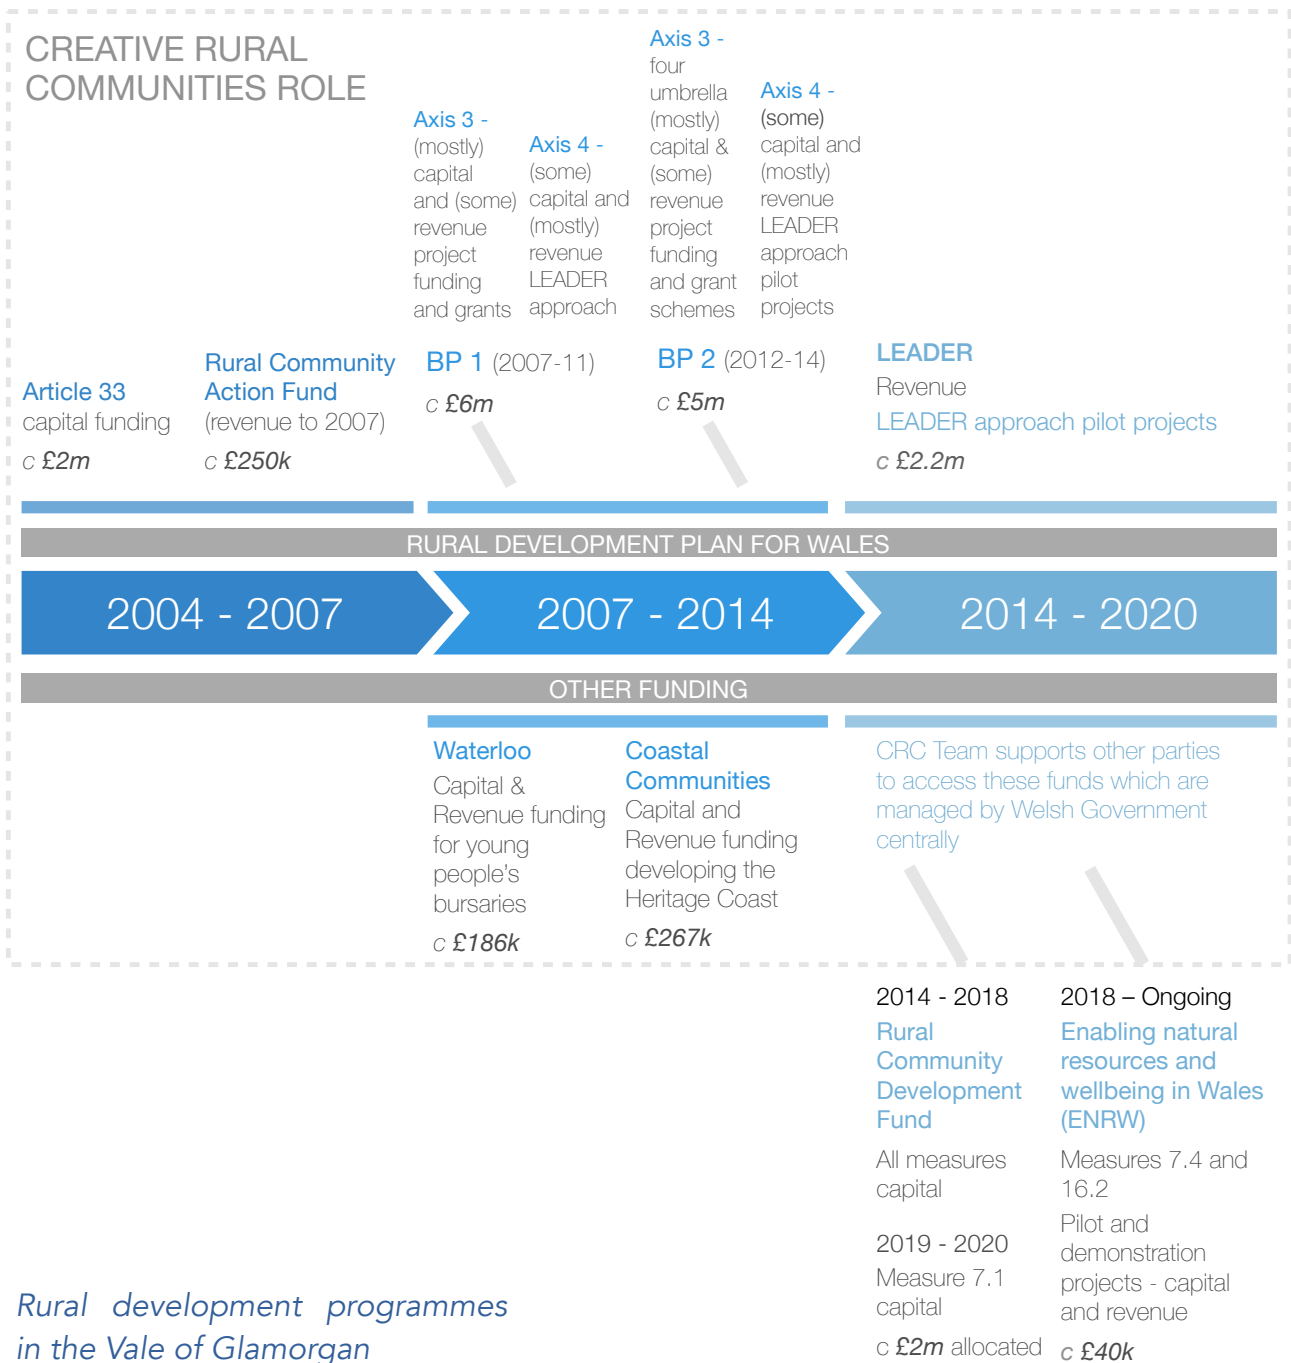 CREATIVE RURAL
COMMUNITIES ROLE
Axis 3 -
(mostly)
capital
and (some)
revenue
project
funding
and grants
Axis 4 -
(some)
capital and
(mostly)
revenue
LEADER
approach
Axis 3 -
four
umbrella
(mostly)
capital &
(some)
revenue
project
funding
and grant
schemes
Axis 4 -
(some)
capital and
(mostly)
revenue
LEADER
approach
pilot
projects
Article 33
capital funding
c £2m
Rural Community
Action Fund
(revenue to 2007)
c £250k
BP 1 (2007-11)
c £6m
BP 2 (2012-14)
c £5m
LEADER
Revenue
LEADER approach pilot projects
c £2.2m
RURAL DEVELOPMENT PLAN FOR WALES
2004 - 2007
2007 - 2014
2014 - 2020
OTHER FUNDING
Waterloo
Capital &
Revenue funding
for young
people's
bursaries
c £186k
Coastal
Communities
Capital and
Revenue funding
developing the
Heritage Coast
c £267k
CRC Team supports other parties
to access these funds which are
managed by Welsh Government
centrally
2014 - 2018
Rural
Community
Development
Fund
All measures
capital
2019 - 2020
Measure 7.1
capital
c £2m allocated
2018 – Ongoing
Enabling natural
resources and
wellbeing in Wales
(ENRW)
Measures 7.4 and
16.2
Pilot and
demonstration
projects - capital
and revenue
c £40k
Rural development programmes
in the Vale of Glamorgan